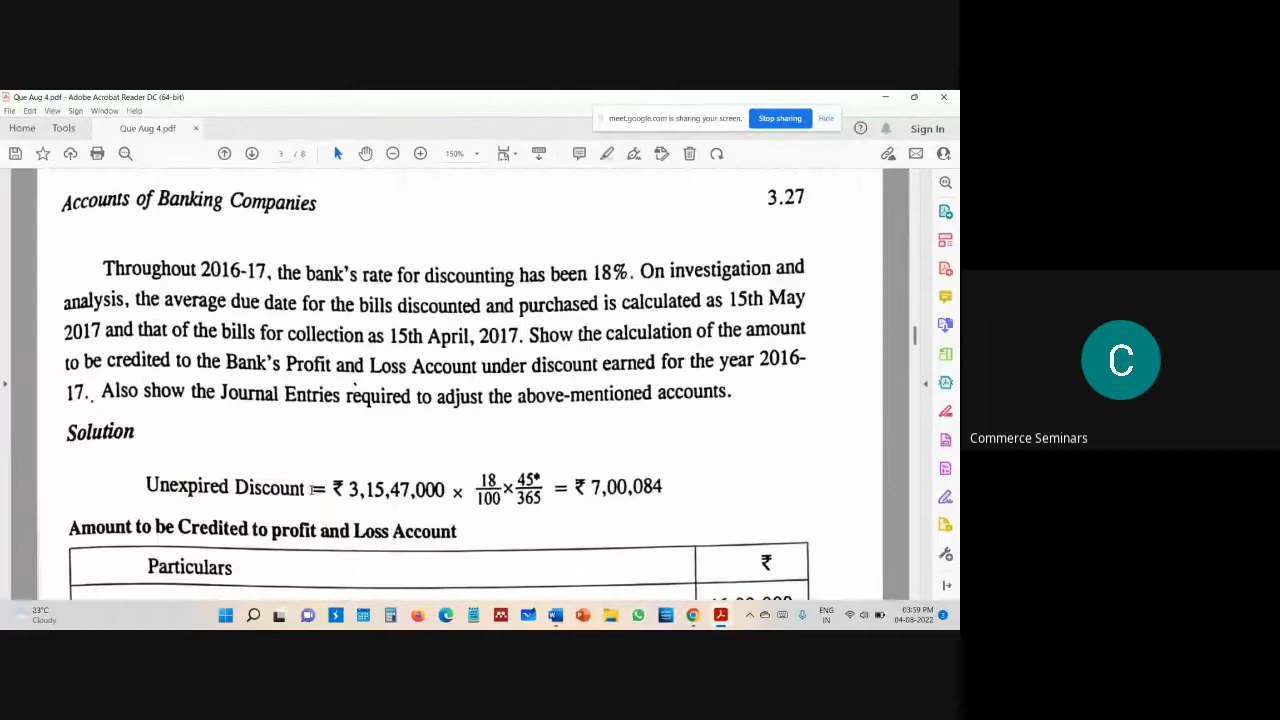 Que Aug 4.pdf - Adobe Acrobat Reader DC (64-bit)
File Edit View Sign Window Help
meet.google.com is sharing your screen. Stop sharing Hide
Home Tools Que Aug 4.pdf × Sign In
3 / 8 150%
Accounts of Banking Companies 3.27
Throughout 2016-17, the bank's rate for discounting has been 18%. On investigation and
analysis, the average due date for the bills discounted and purchased is calculated as 15th May
2017 and that of the bills for collection as 15th April, 2017. Show the calculation of the amount
to be credited to the Bank's Profit and Loss Account under discount earned for the year 2016-
17. Also show the Journal Entries required to adjust the above-mentioned accounts.
Solution
Unexpired Discount = ₹ 3,15,47,000 × 18/100 × 45*/365 = ₹ 7,00,084
Amount to be Credited to profit and Loss Account
Particulars ₹
C
Commerce Seminars
23°C
Cloudy
ENG
IN
03:59 PM
04-08-2022